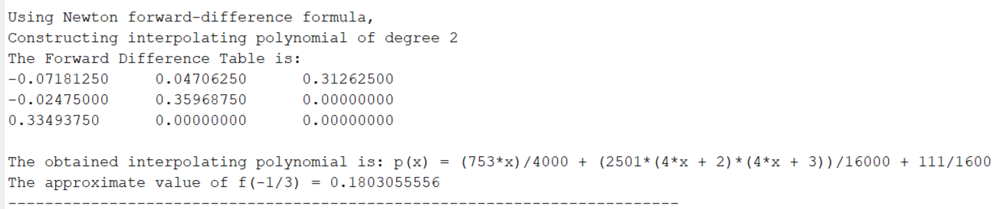 Using Newton forward-difference formula,
Constructing interpolating polynomial of degree 2
The Forward Difference Table is:
-0.07181250 0.04706250 0.31262500
-0.02475000 0.35968750 0.00000000
0.33493750 0.00000000 0.00000000
The obtained interpolating polynomial is: p(x) = (753*x)/4000 + (2501*(4*x + 2)*(4*x + 3))/16000 + 111/1600
The approximate value of f(-1/3) = 0.1803055556
-------------------------------------------------------------------------